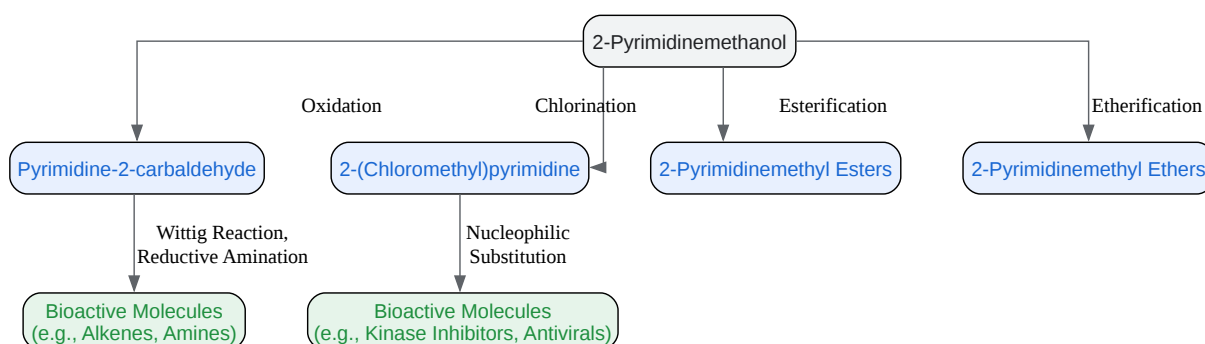 2-Pyrimidinemethanol
Oxidation
Chlorination
Esterification
Etherification
Pyrimidine-2-carbaldehyde
2-(Chloromethyl)pyrimidine
2-Pyrimidinemethyl Esters
2-Pyrimidinemethyl Ethers
Wittig Reaction,
Reductive Amination
Nucleophilic
Substitution
Bioactive Molecules
(e.g., Alkenes, Amines)
Bioactive Molecules
(e.g., Kinase Inhibitors, Antivirals)